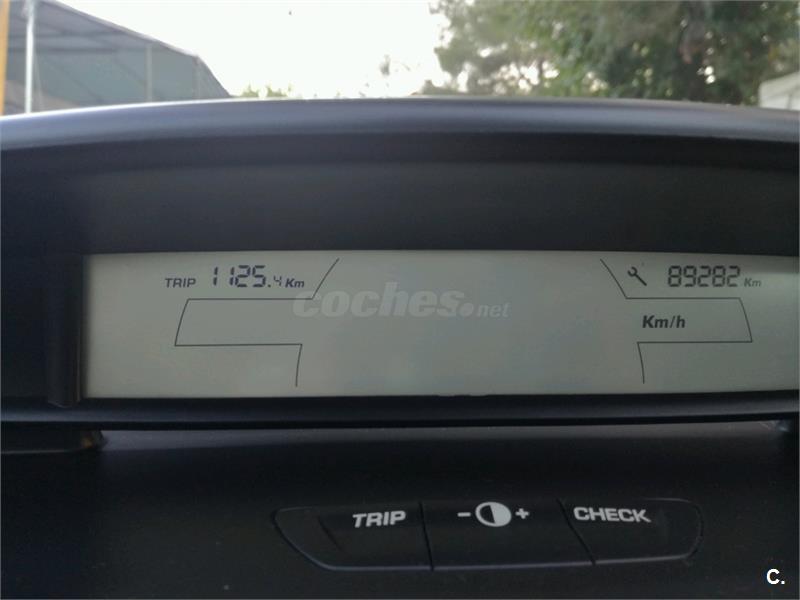 TRIP 1125.4 Km
89282 Km
coches.net
Km/h
TRIP - + CHECK
C.